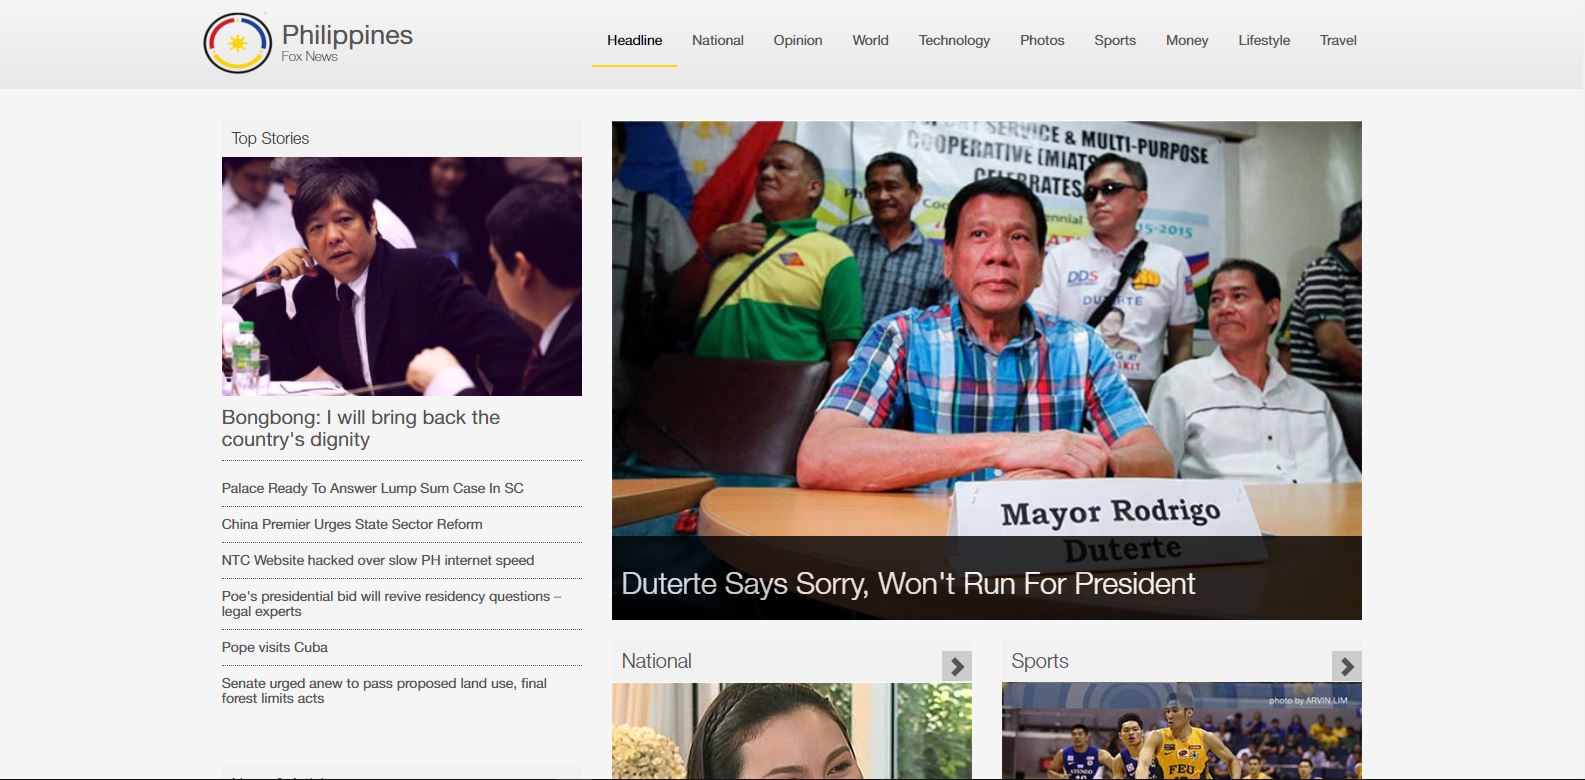 Philippines
Fox News
Headline
National
Opinion
World
Technology
Photos
Sports
Money
Lifestyle
Travel
Top Stories
Bongbong: I will bring back the
country's dignity
Palace Ready To Answer Lump Sum Case In SC
China Premier Urges State Sector Reform
NTC Website hacked over slow PH internet speed
Poe's presidential bid will revive residency questions –
legal experts
Pope visits Cuba
Senate urged anew to pass proposed land use, final
forest limits acts
SERVICE & MULTI-PURPOSE
COOPERATIVE (MIATS
CELEBRATES
15-2015
DDS
DUTERTE
Mayor Rodrigo
Duterte
Duterte Says Sorry, Won't Run For President
National
Sports
photo by ARVIN LIM
ATENEO
FEU